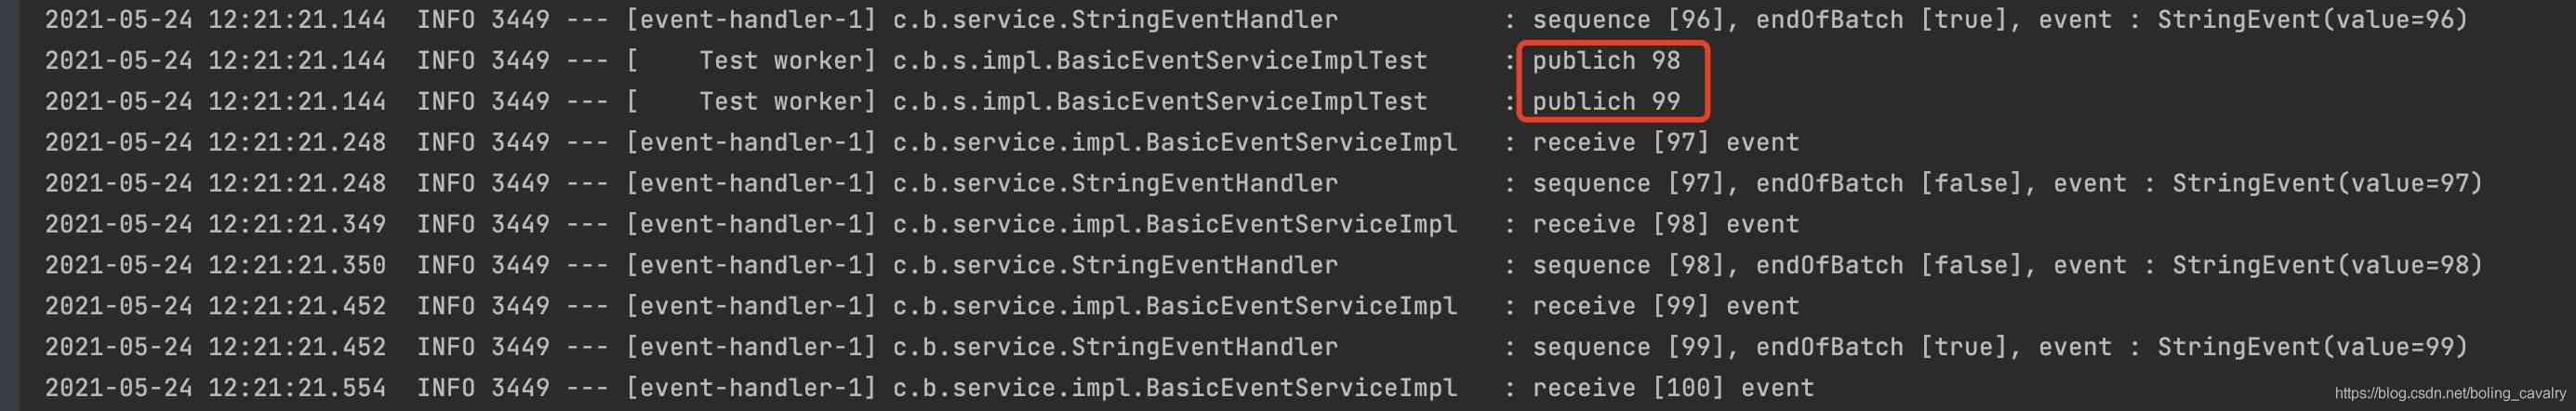 2021-05-24 12:21:21.144  INFO 3449 --- [event-handler-1] c.b.service.StringEventHandler           : sequence [96], endOfBatch [true], event : StringEvent(value=96)
2021-05-24 12:21:21.144  INFO 3449 --- [    Test worker] c.b.s.impl.BasicEventServiceImplTest     : publich 98
2021-05-24 12:21:21.144  INFO 3449 --- [    Test worker] c.b.s.impl.BasicEventServiceImplTest     : publich 99
2021-05-24 12:21:21.248  INFO 3449 --- [event-handler-1] c.b.service.impl.BasicEventServiceImpl   : receive [97] event
2021-05-24 12:21:21.248  INFO 3449 --- [event-handler-1] c.b.service.StringEventHandler           : sequence [97], endOfBatch [false], event : StringEvent(value=97)
2021-05-24 12:21:21.349  INFO 3449 --- [event-handler-1] c.b.service.impl.BasicEventServiceImpl   : receive [98] event
2021-05-24 12:21:21.350  INFO 3449 --- [event-handler-1] c.b.service.StringEventHandler           : sequence [98], endOfBatch [false], event : StringEvent(value=98)
2021-05-24 12:21:21.452  INFO 3449 --- [event-handler-1] c.b.service.impl.BasicEventServiceImpl   : receive [99] event
2021-05-24 12:21:21.452  INFO 3449 --- [event-handler-1] c.b.service.StringEventHandler           : sequence [99], endOfBatch [true], event : StringEvent(value=99)
2021-05-24 12:21:21.554  INFO 3449 --- [event-handler-1] c.b.service.impl.BasicEventServiceImpl   : receive [100] event
https://blog.csdn.net/boling_cavalry